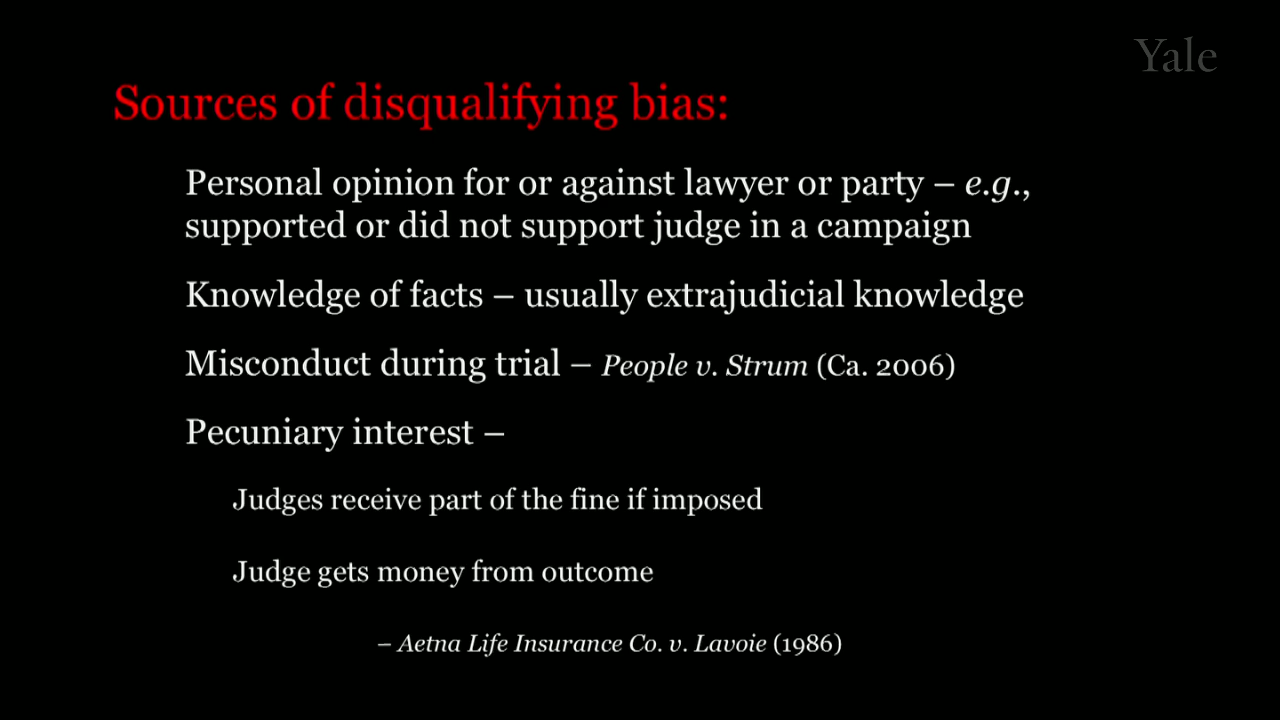 Yale
Sources of disqualifying bias:
Personal opinion for or against lawyer or party – e.g.,
supported or did not support judge in a campaign
Knowledge of facts – usually extrajudicial knowledge
Misconduct during trial – People v. Strum (Ca. 2006)
Pecuniary interest –
Judges receive part of the fine if imposed
Judge gets money from outcome
– Aetna Life Insurance Co. v. Lavoie (1986)